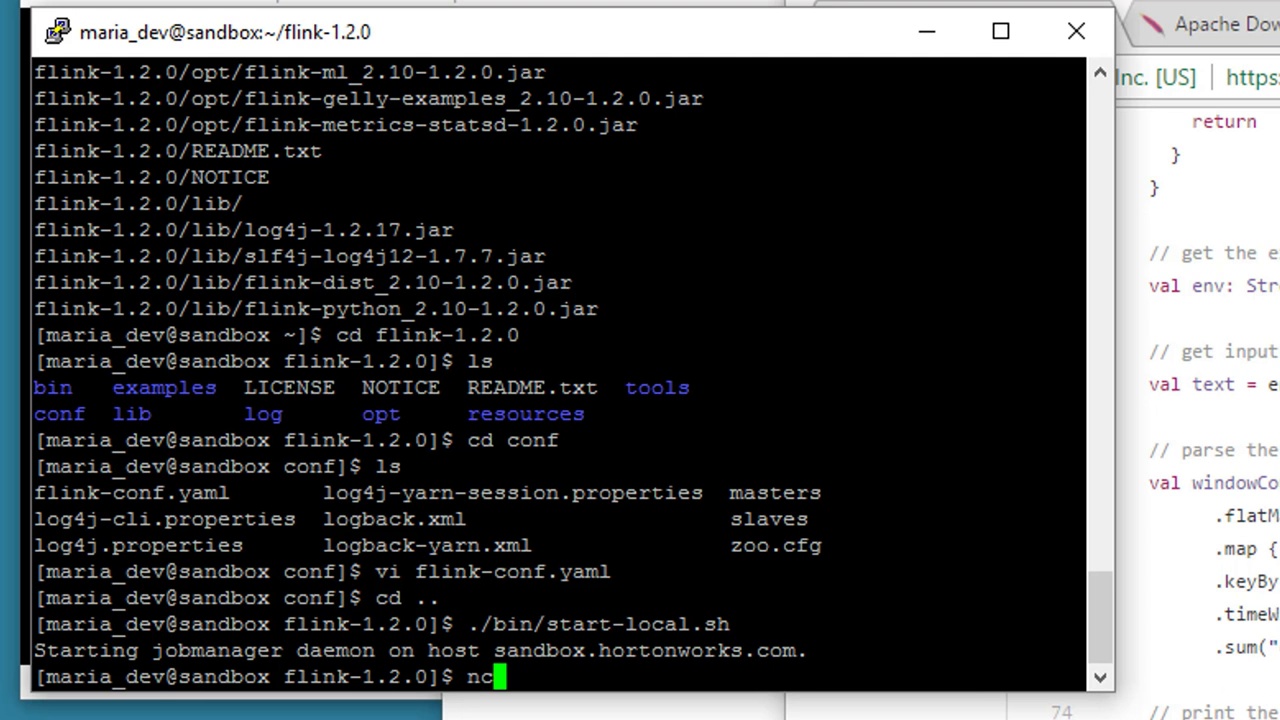 maria_dev@sandbox:~/flink-1.2.0
flink-1.2.0/opt/flink-ml_2.10-1.2.0.jar
flink-1.2.0/opt/flink-gelly-examples_2.10-1.2.0.jar
flink-1.2.0/opt/flink-metrics-statsd-1.2.0.jar
flink-1.2.0/README.txt
flink-1.2.0/NOTICE
flink-1.2.0/lib/
flink-1.2.0/lib/log4j-1.2.17.jar
flink-1.2.0/lib/slf4j-log4j12-1.7.7.jar
flink-1.2.0/lib/flink-dist_2.10-1.2.0.jar
flink-1.2.0/lib/flink-python_2.10-1.2.0.jar
[maria_dev@sandbox ~]$ cd flink-1.2.0
[maria_dev@sandbox flink-1.2.0]$ ls
bin examples LICENSE NOTICE README.txt tools
conf lib log opt resources
[maria_dev@sandbox flink-1.2.0]$ cd conf
[maria_dev@sandbox conf]$ ls
flink-conf.yaml log4j-yarn-session.properties masters
log4j-cli.properties logback.xml slaves
log4j.properties logback-yarn.xml zoo.cfg
[maria_dev@sandbox conf]$ vi flink-conf.yaml
[maria_dev@sandbox conf]$ cd ..
[maria_dev@sandbox flink-1.2.0]$ ./bin/start-local.sh
Starting jobmanager daemon on host sandbox.hortonworks.com.
[maria_dev@sandbox flink-1.2.0]$ nc
Apache Dow
Inc. [US] https:
return
}
}
// get the e
val env: Str
// get input
val text = e
// parse the
val windowCo
.flatM
.map {
.keyBy
.timeW
.sum("
74 // print the